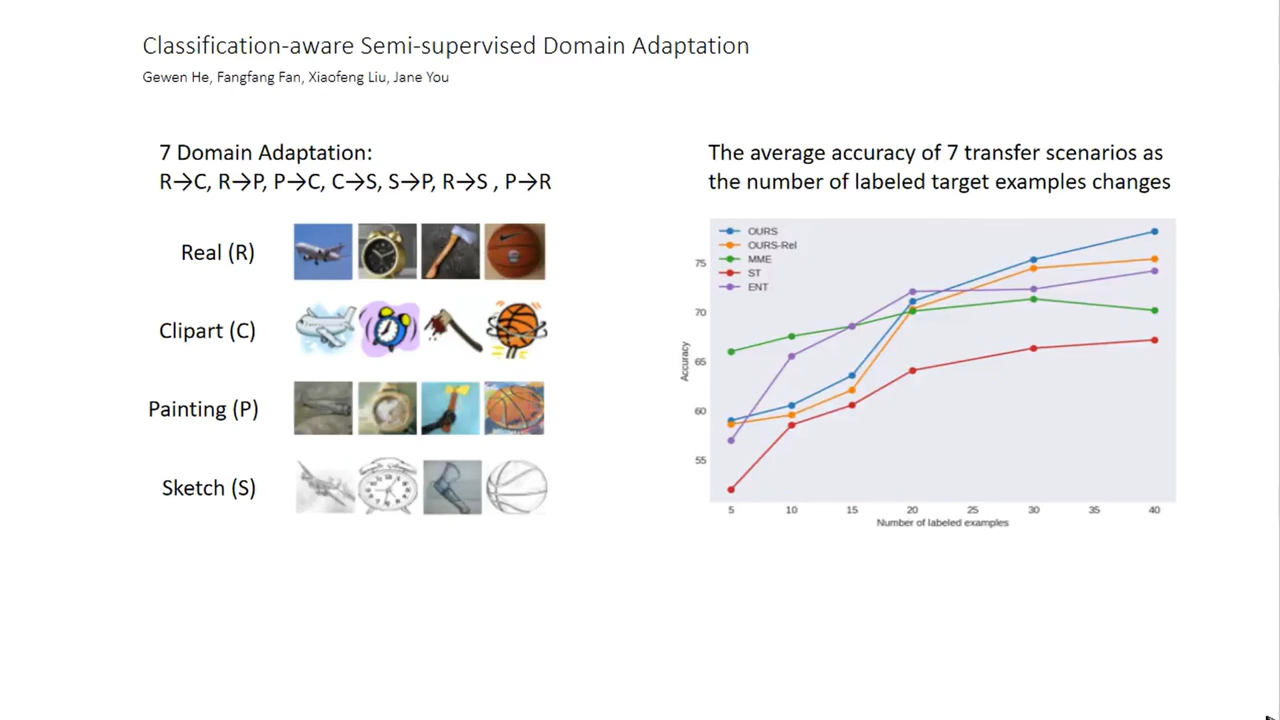 Classification-aware Semi-supervised Domain Adaptation
Gewen He, Fangfang Fan, Xiaofeng Liu, Jane You
7 Domain Adaptation:
R→C, R→P, P→C, C→S, S→P, R→S , P→R
Real (R)
Clipart (C)
Painting (P)
Sketch (S)
The average accuracy of 7 transfer scenarios as
the number of labeled target examples changes
OURS
OURS-Rel
MME
ST
ENT
75
70
65
60
55
Accuracy
5 10 15 20 25 30 35 40
Number of labeled examples